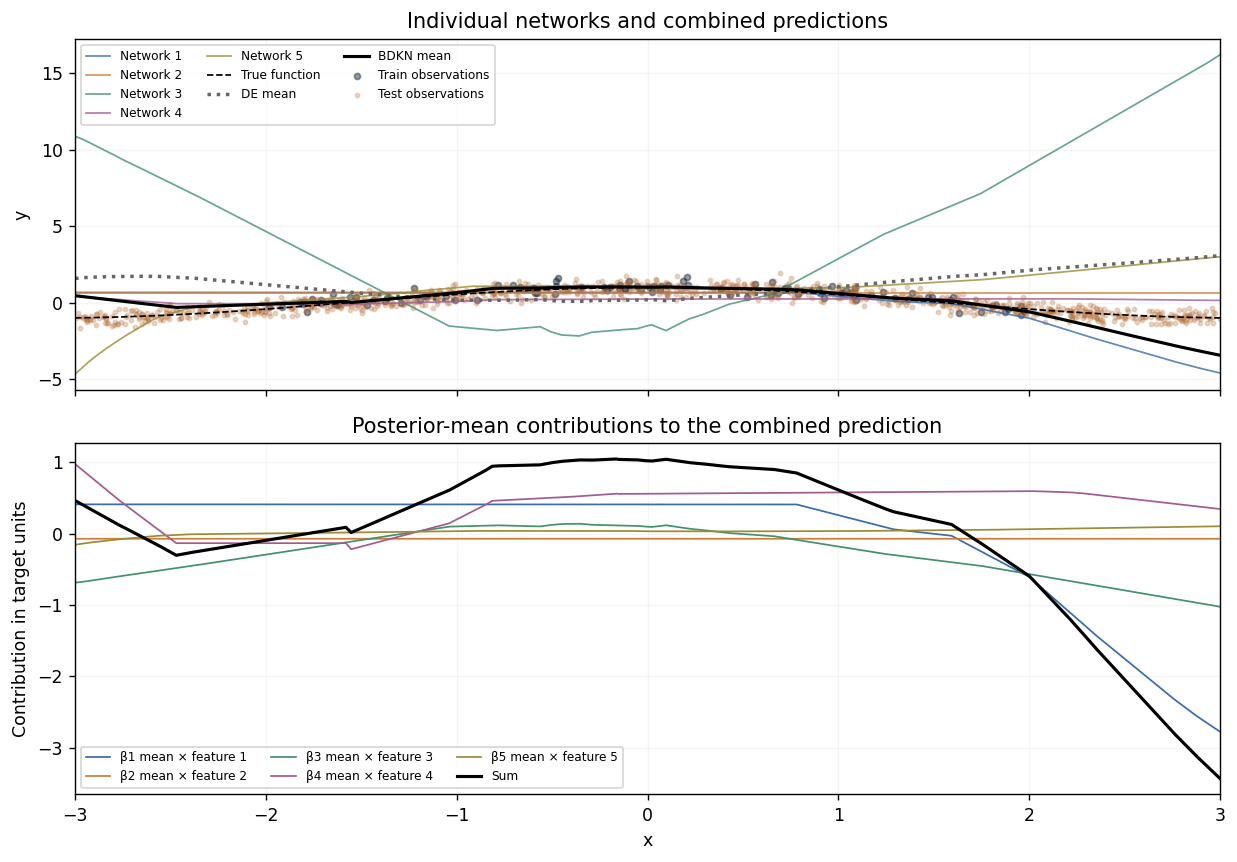 Individual networks and combined predictions
y
15
10
5
0
−5
Network 1
Network 2
Network 3
Network 4
Network 5
True function
DE mean
BDKN mean
Train observations
Test observations
Posterior-mean contributions to the combined prediction
Contribution in target units
1
0
−1
−2
−3
β1 mean × feature 1
β2 mean × feature 2
β3 mean × feature 3
β4 mean × feature 4
β5 mean × feature 5
Sum
−3 −2 −1 0 1 2 3
x